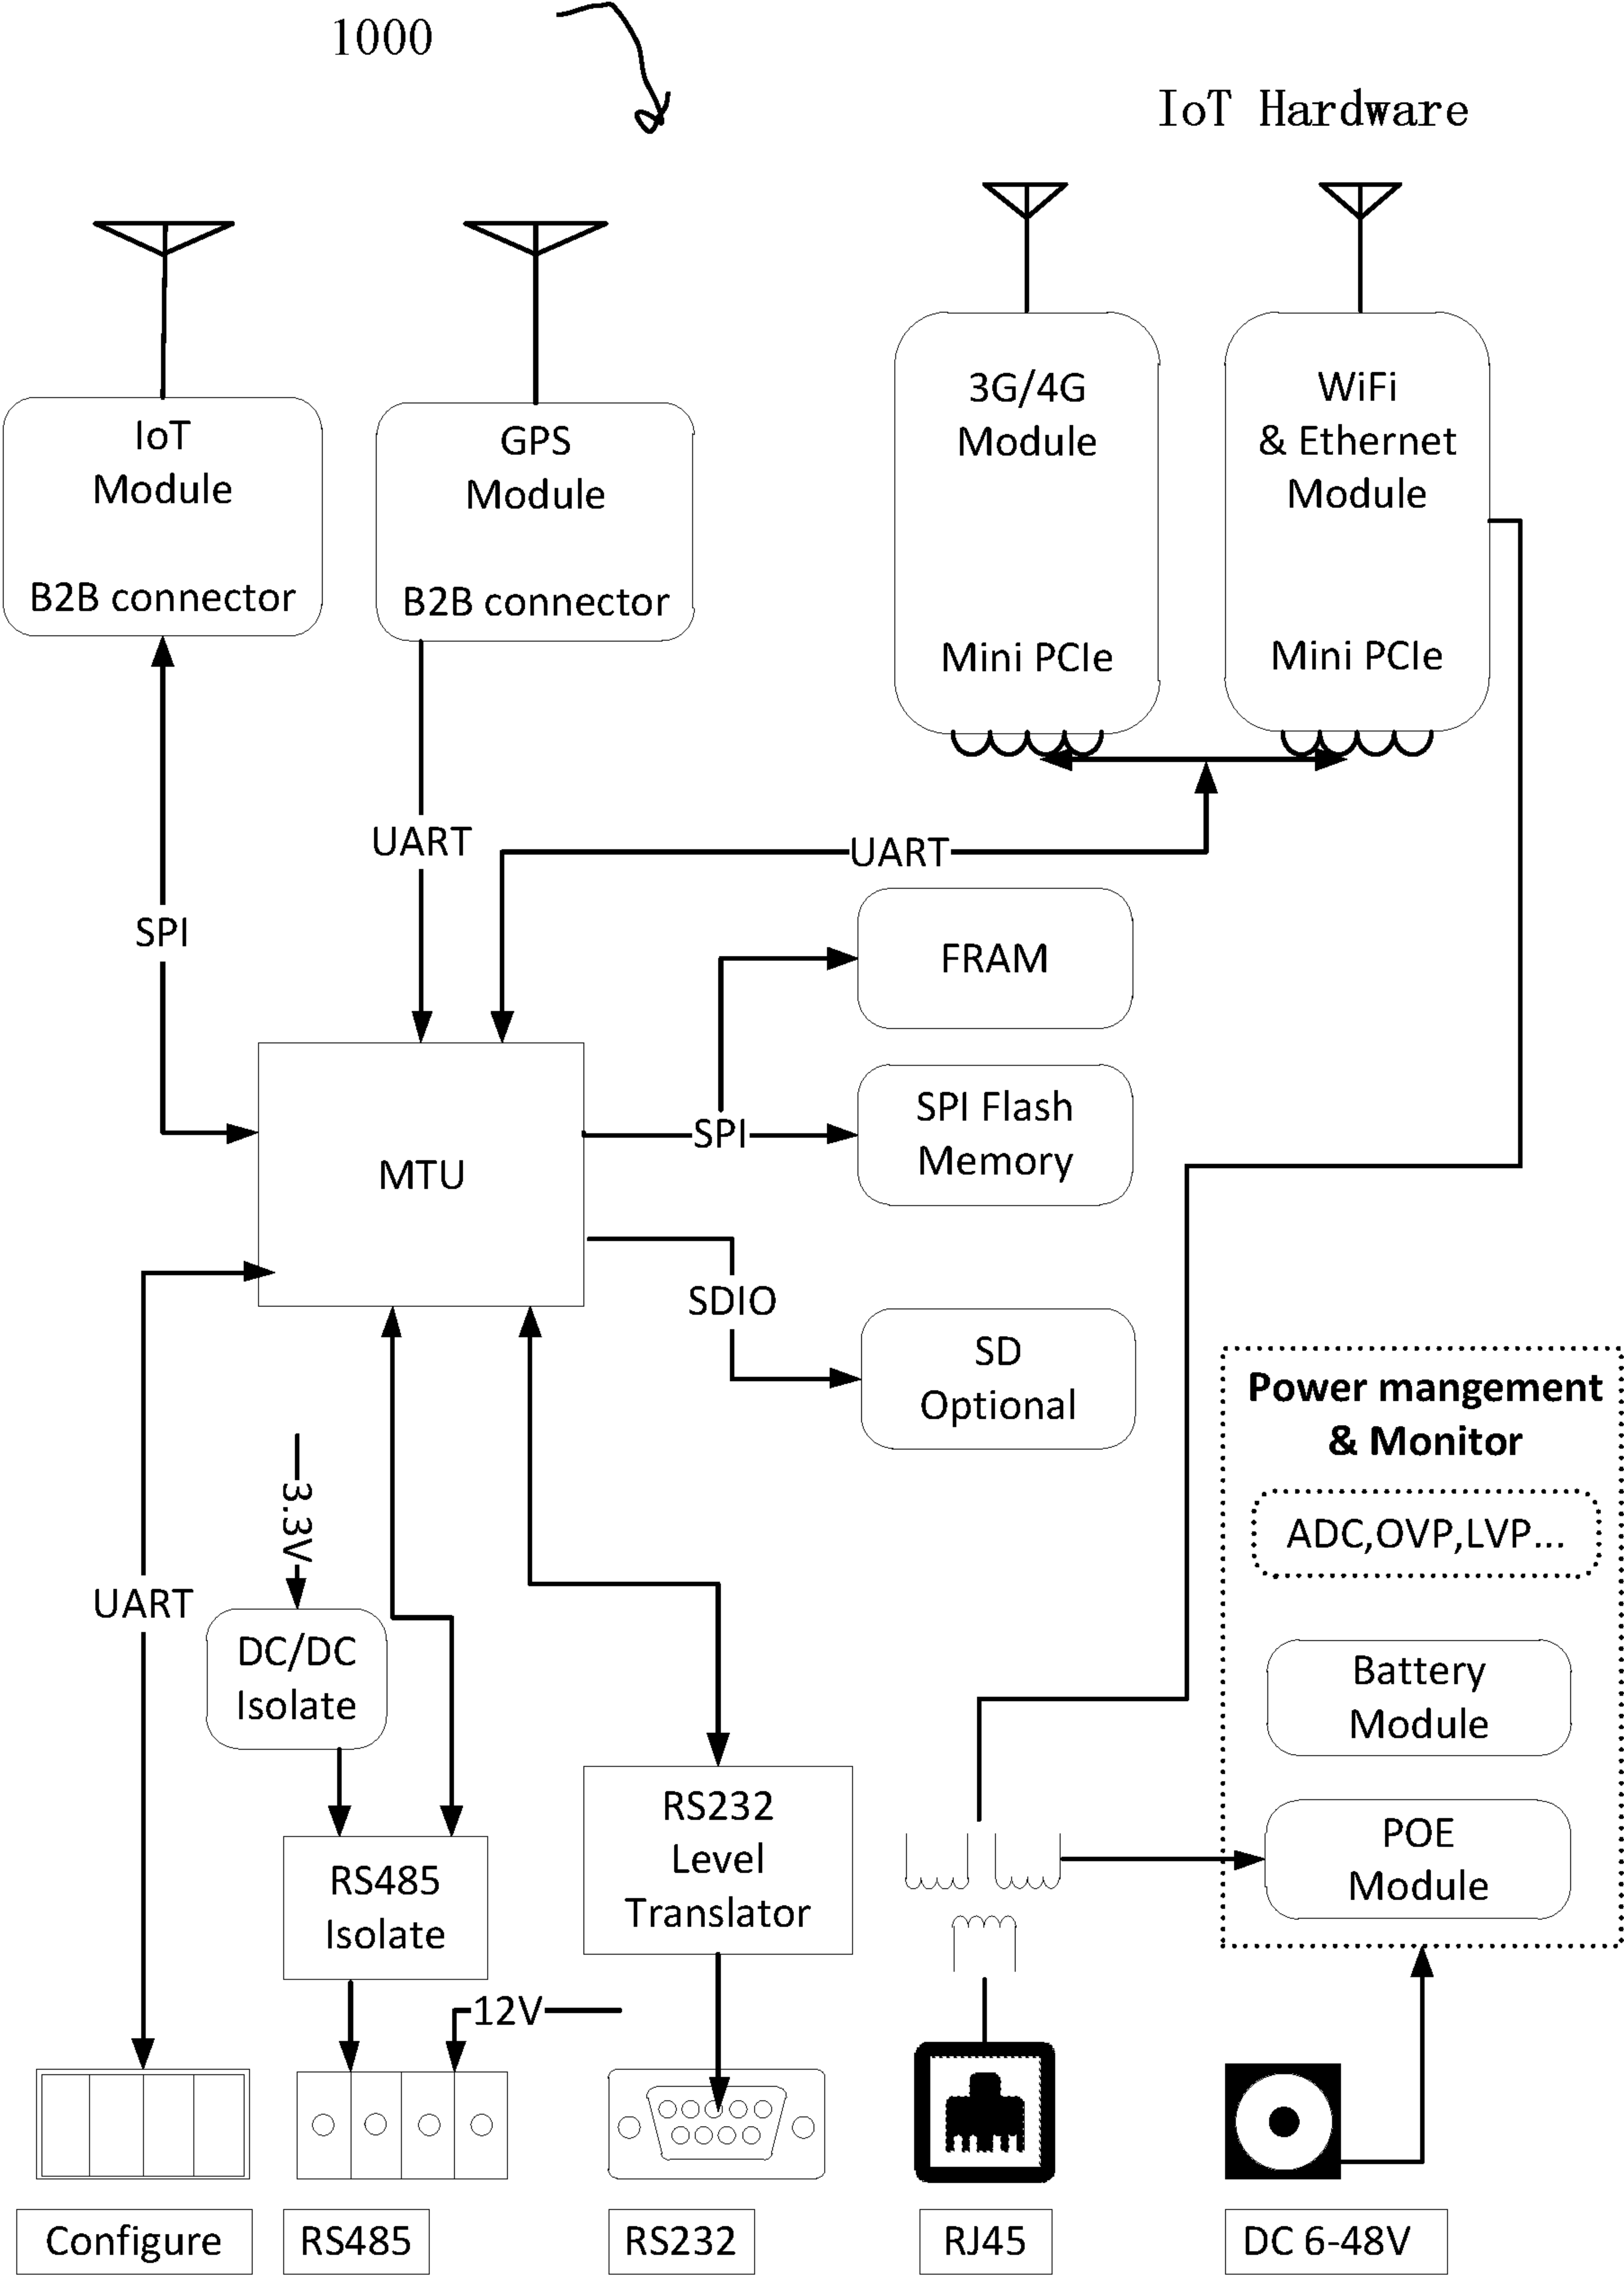 1000
IoT Hardware
IoT
Module
B2B connector
GPS
Module
B2B connector
3G/4G
Module
Mini PCIe
WiFi
& Ethernet
Module
Mini PCIe
UART
UART
SPI
FRAM
SPI Flash
Memory
SPI
MTU
SDIO
SD
Optional
Power mangement
& Monitor
ADC,OVP,LVP...
Battery
Module
POE
Module
3.3V
UART
DC/DC
Isolate
RS485
Isolate
RS232
Level
Translator
12V
Configure
RS485
RS232
RJ45
DC 6-48V